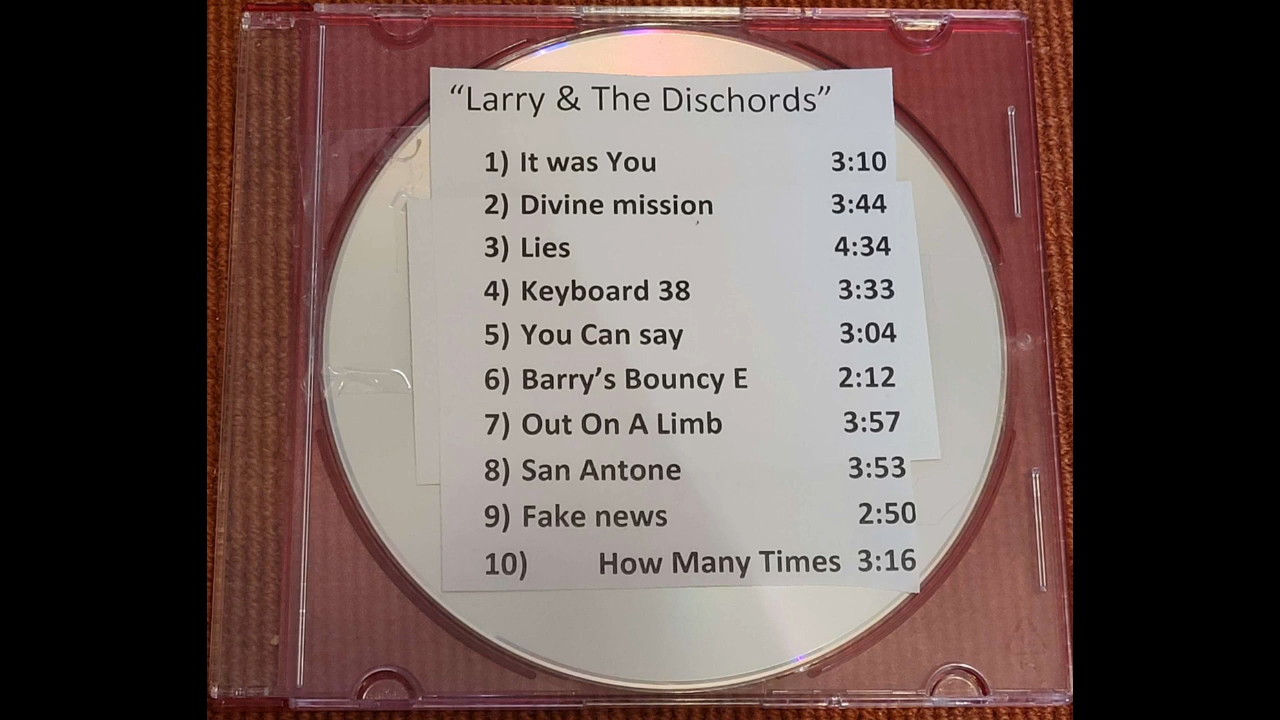 “Larry & The Dischords”
1) It was You 3:10
2) Divine mission 3:44
3) Lies 4:34
4) Keyboard 38 3:33
5) You Can say 3:04
6) Barry’s Bouncy E 2:12
7) Out On A Limb 3:57
8) San Antone 3:53
9) Fake news 2:50
10) How Many Times 3:16